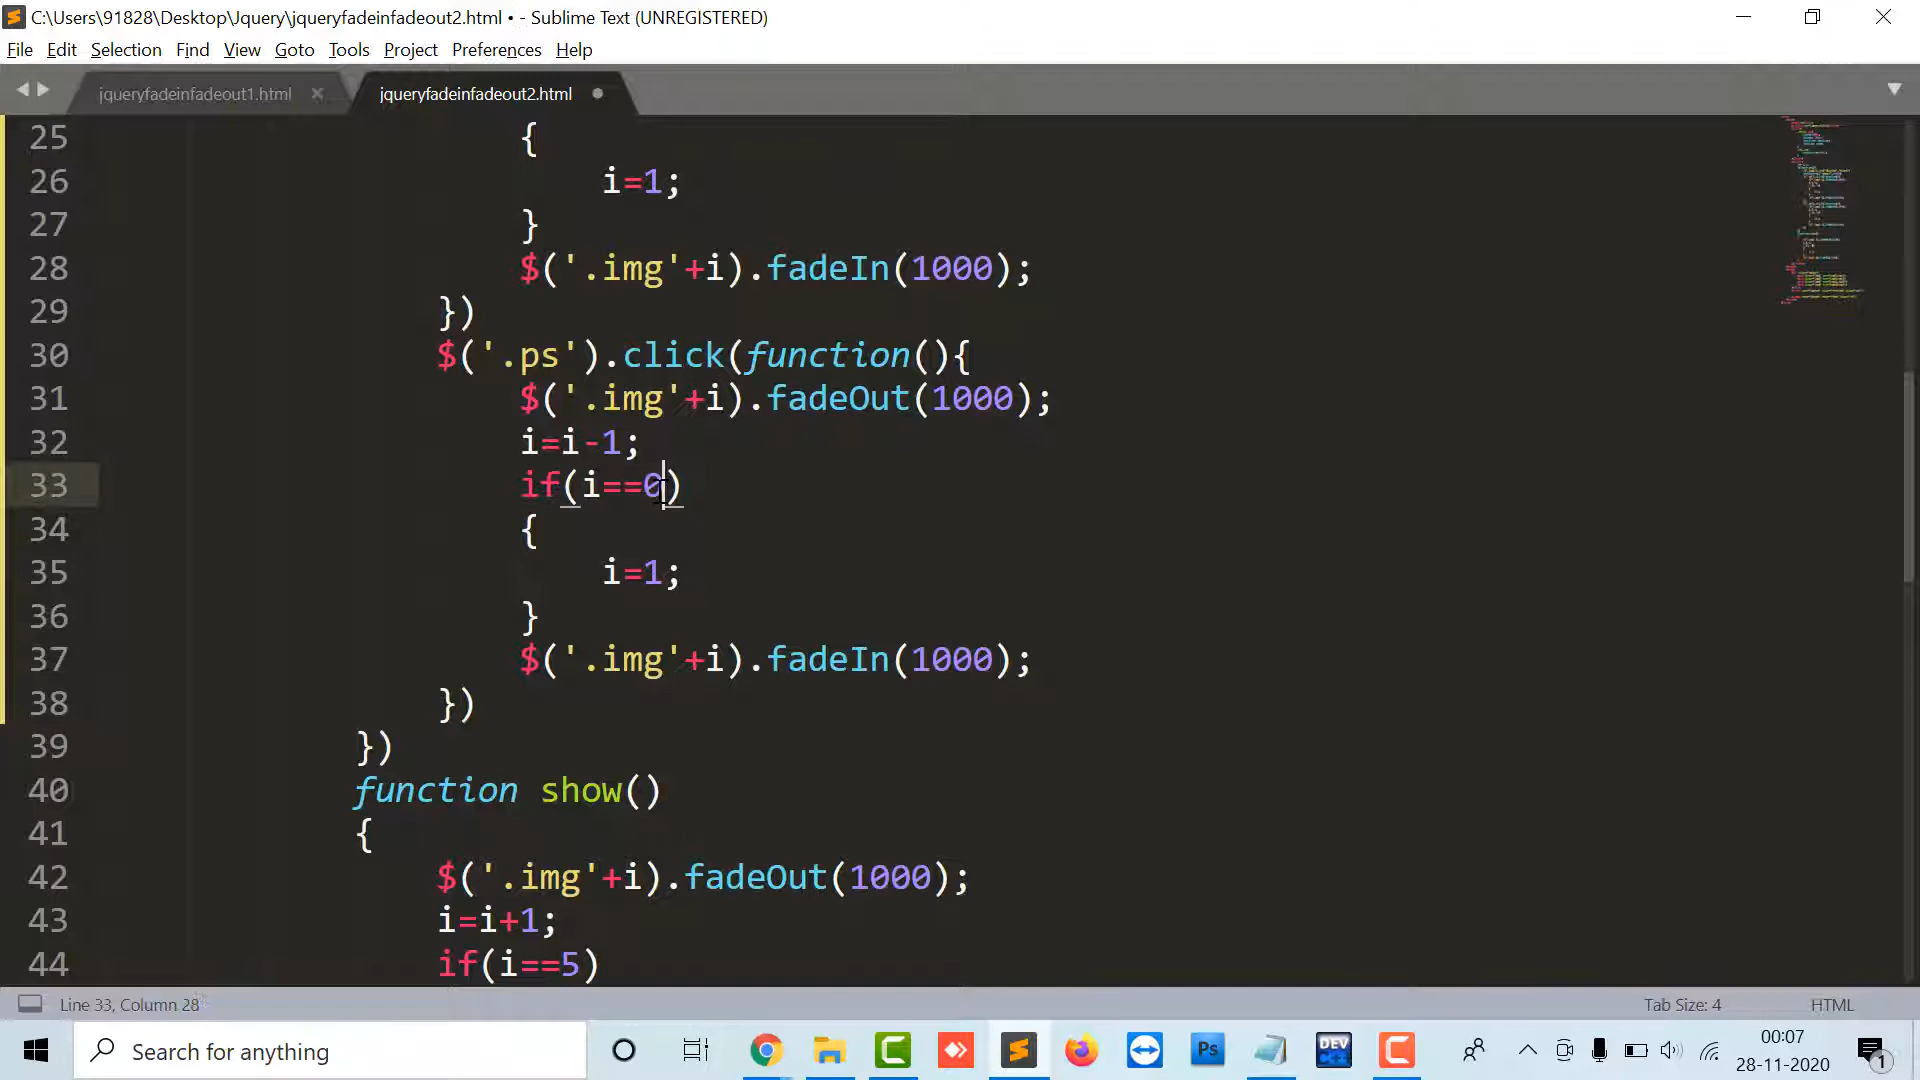 C:\Users\91828\Desktop\Jquery\jqueryfadeinfadeout2.html • - Sublime Text (UNREGISTERED)
File Edit Selection Find View Goto Tools Project Preferences Help
jqueryfadeinfadeout1.html × jqueryfadeinfadeout2.html
25 {
26 i=1;
27 }
28 $('.img'+i).fadeIn(1000);
29 })
30 $('.ps').click(function(){
31 $('.img'+i).fadeOut(1000);
32 i=i-1;
33 if(i==0)
34 {
35 i=1;
36 }
37 $('.img'+i).fadeIn(1000);
38 })
39 })
40 function show()
41 {
42 $('.img'+i).fadeOut(1000);
43 i=i+1;
44 if(i==5)
Line 33, Column 28 Tab Size: 4 HTML
Search for anything Ps DEV C++ 00:07
28-11-2020 1